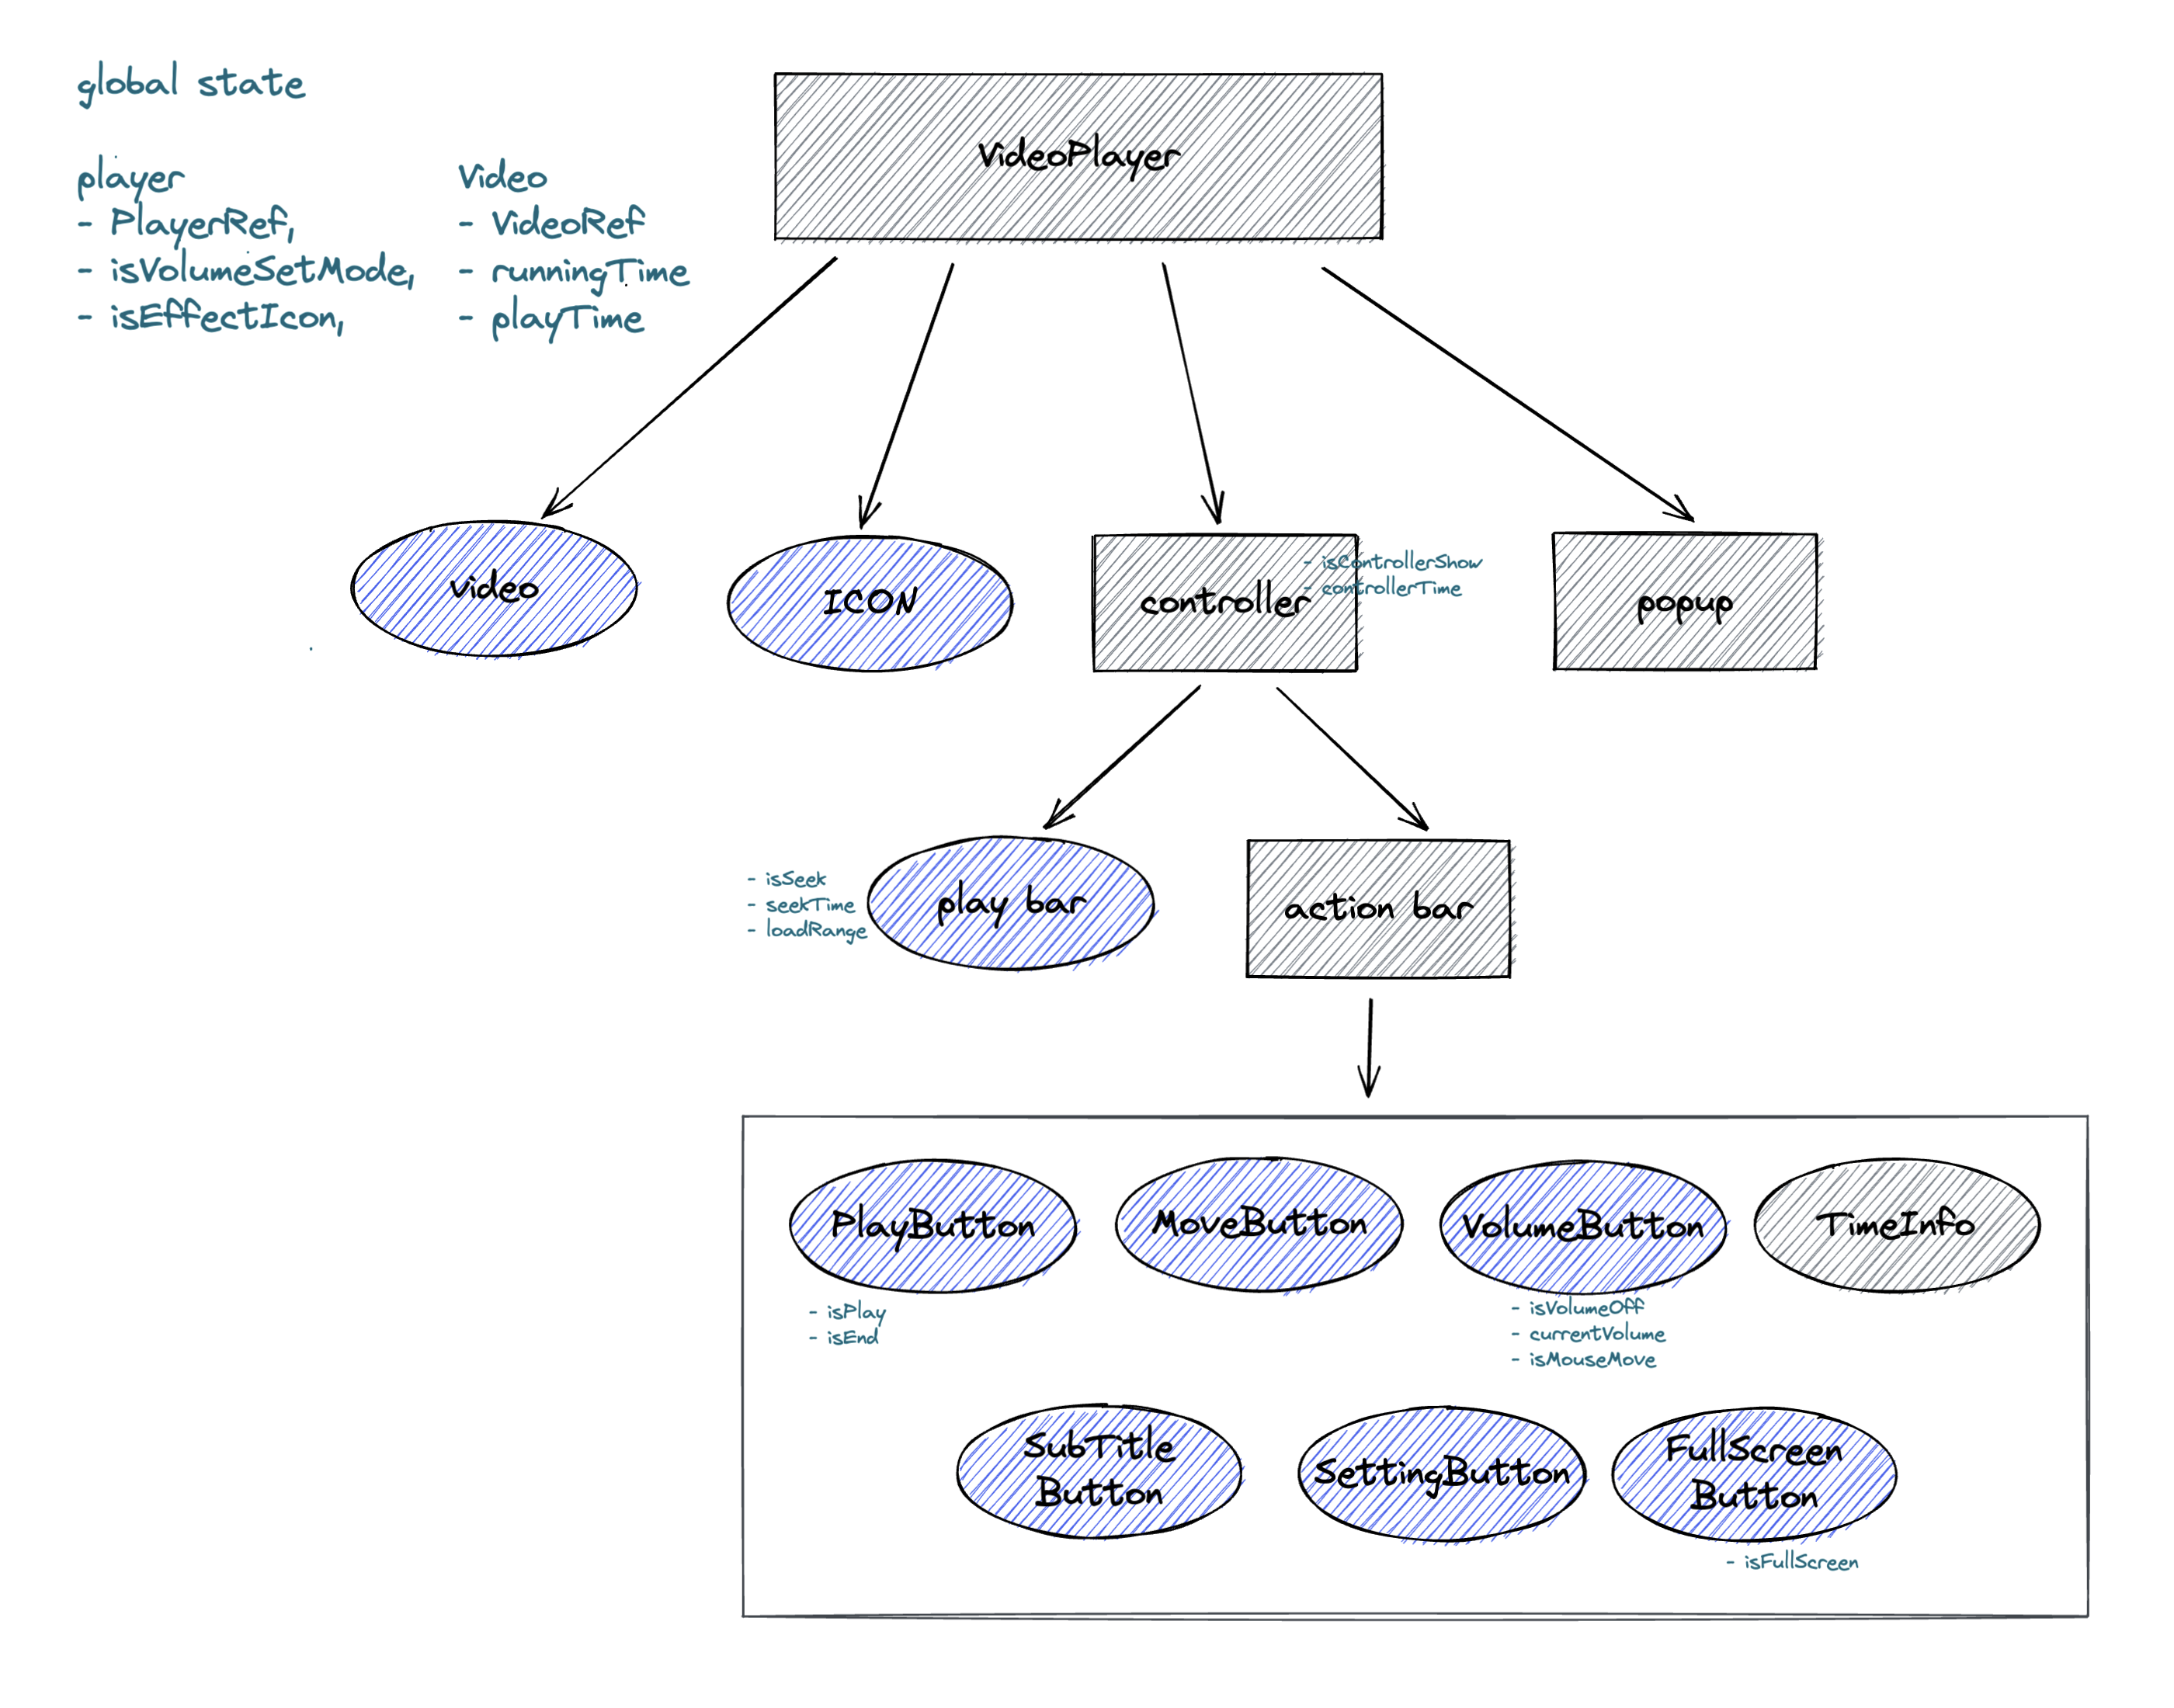 global state
player
- PlayerRef,
- isVolumeSetMode,
- isEffectIcon,
Video
- VideoRef
- runningTime
- playTime
VideoPlayer
video
ICON
controller
- isControllerShow
- controllerTime
popup
- isSeek
- seekTime
- loadRange
play bar
action bar
PlayButton
- isPlay
- isEnd
MoveButton
VolumeButton
- isVolumeOff
- currentVolume
- isMouseMove
TimeInfo
SubTitle
Button
SettingButton
FullScreen
Button
- isFullScreen